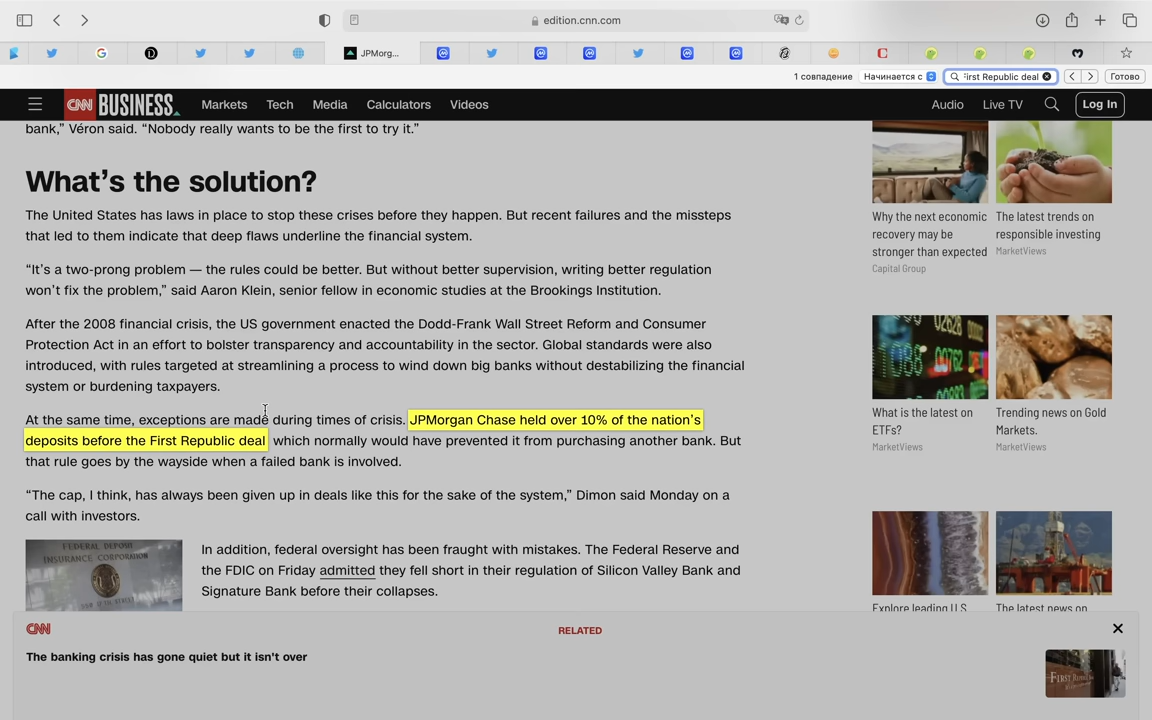 edition.cnn.com
JPMorg...
1 совпадение Начинается с First Republic deal Готово
CNN BUSINESS Markets Tech Media Calculators Videos Audio Live TV Log In
bank,” Véron said. “Nobody really wants to be the first to try it.”
What’s the solution?
The United States has laws in place to stop these crises before they happen. But recent failures and the missteps
that led to them indicate that deep flaws underline the financial system.
“It’s a two-prong problem — the rules could be better. But without better supervision, writing better regulation
won’t fix the problem,” said Aaron Klein, senior fellow in economic studies at the Brookings Institution.
After the 2008 financial crisis, the US government enacted the Dodd-Frank Wall Street Reform and Consumer
Protection Act in an effort to bolster transparency and accountability in the sector. Global standards were also
introduced, with rules targeted at streamlining a process to wind down big banks without destabilizing the financial
system or burdening taxpayers.
At the same time, exceptions are made during times of crisis. JPMorgan Chase held over 10% of the nation’s
deposits before the First Republic deal which normally would have prevented it from purchasing another bank. But
that rule goes by the wayside when a failed bank is involved.
“The cap, I think, has always been given up in deals like this for the sake of the system,” Dimon said Monday on a
call with investors.
FEDERAL DEPOSIT
INSURANCE CORPORATION
In addition, federal oversight has been fraught with mistakes. The Federal Reserve and
the FDIC on Friday admitted they fell short in their regulation of Silicon Valley Bank and
Signature Bank before their collapses.
Why the next economic
recovery may be
stronger than expected
Capital Group
The latest trends on
responsible investing
MarketViews
What is the latest on
ETFs?
MarketViews
Trending news on Gold
Markets.
MarketViews
Explore leading U.S.
The latest news on
CNN
RELATED
The banking crisis has gone quiet but it isn't over